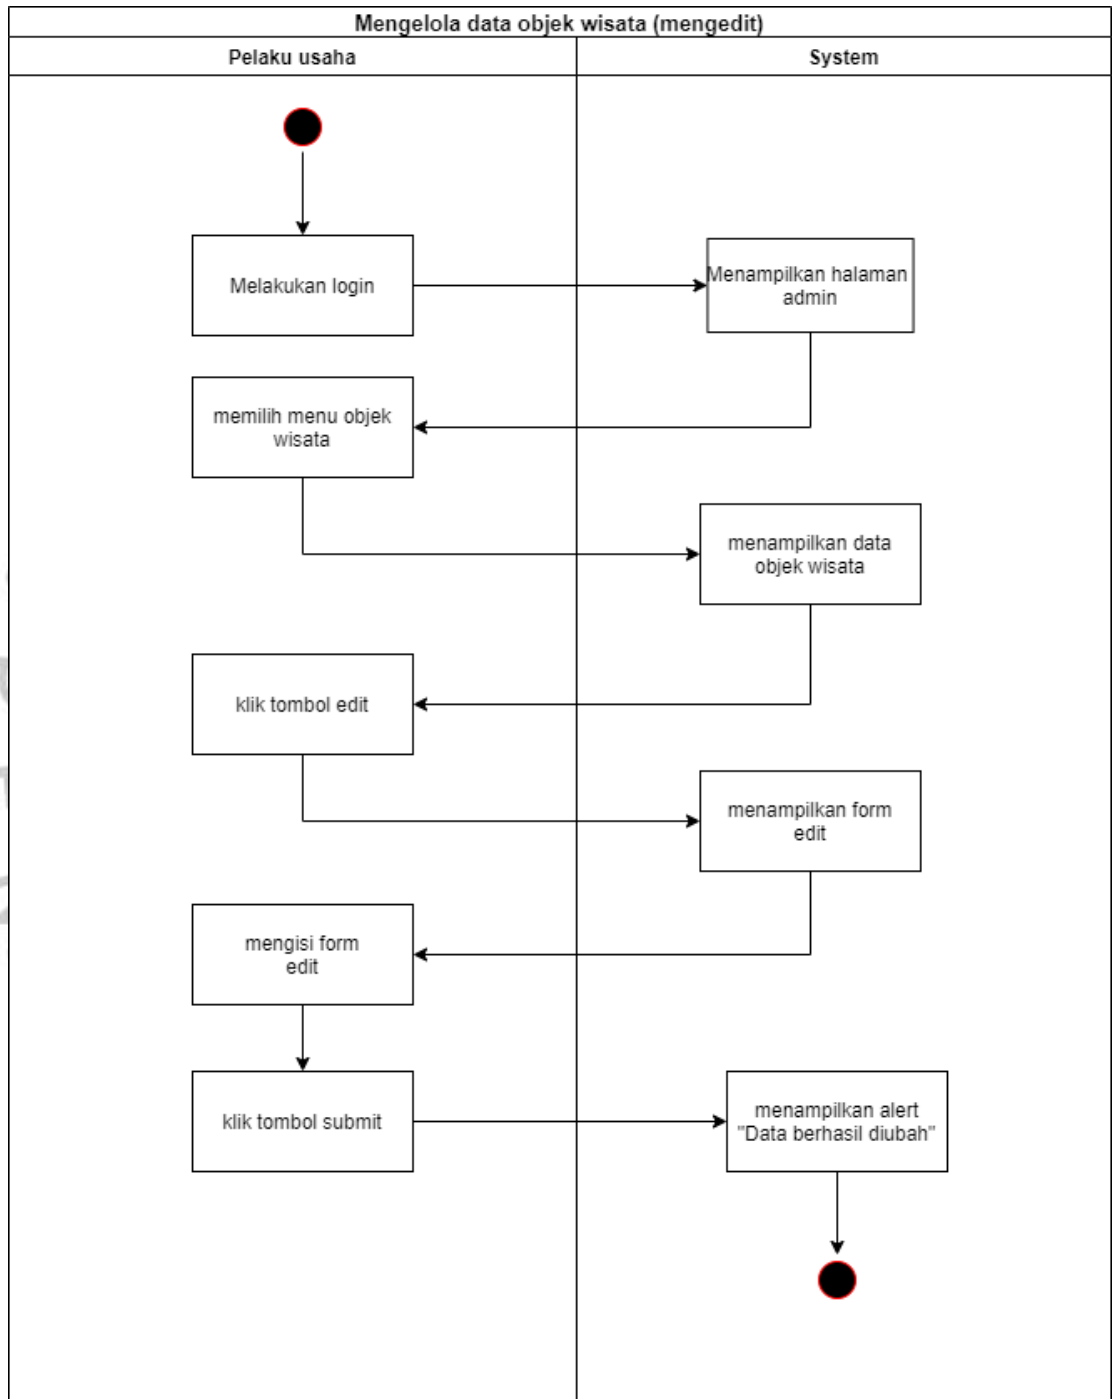 Mengelola data objek wisata (mengedit)
Pelaku usaha
System
Melakukan login
Menampilkan halaman
admin
memilih menu objek
wisata
menampilkan data
objek wisata
klik tombol edit
menampilkan form
edit
mengisi form
edit
klik tombol submit
menampilkan alert
"Data berhasil diubah"